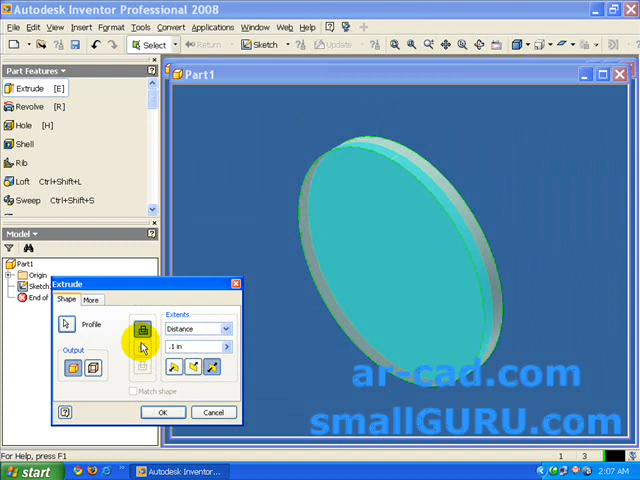 Autodesk Inventor Professional 2008
File Edit View Insert Format Tools Convert Applications Window Web Help
Select Return Sketch Update
Part Features
Extrude [E]
Revolve [R]
Hole [H]
Shell
Rib
Loft Ctrl+Shift+L
Sweep Ctrl+Shift+S
Model
Part1
Origin
Sketch
End of
Part1
Extrude
Shape More
Profile
Output
Extents
Distance
.1 in
Match shape
OK Cancel
ar-cad.com
smallGURU.com
For Help, press F1 1 3
start Autodesk Inventor... 2:07 AM